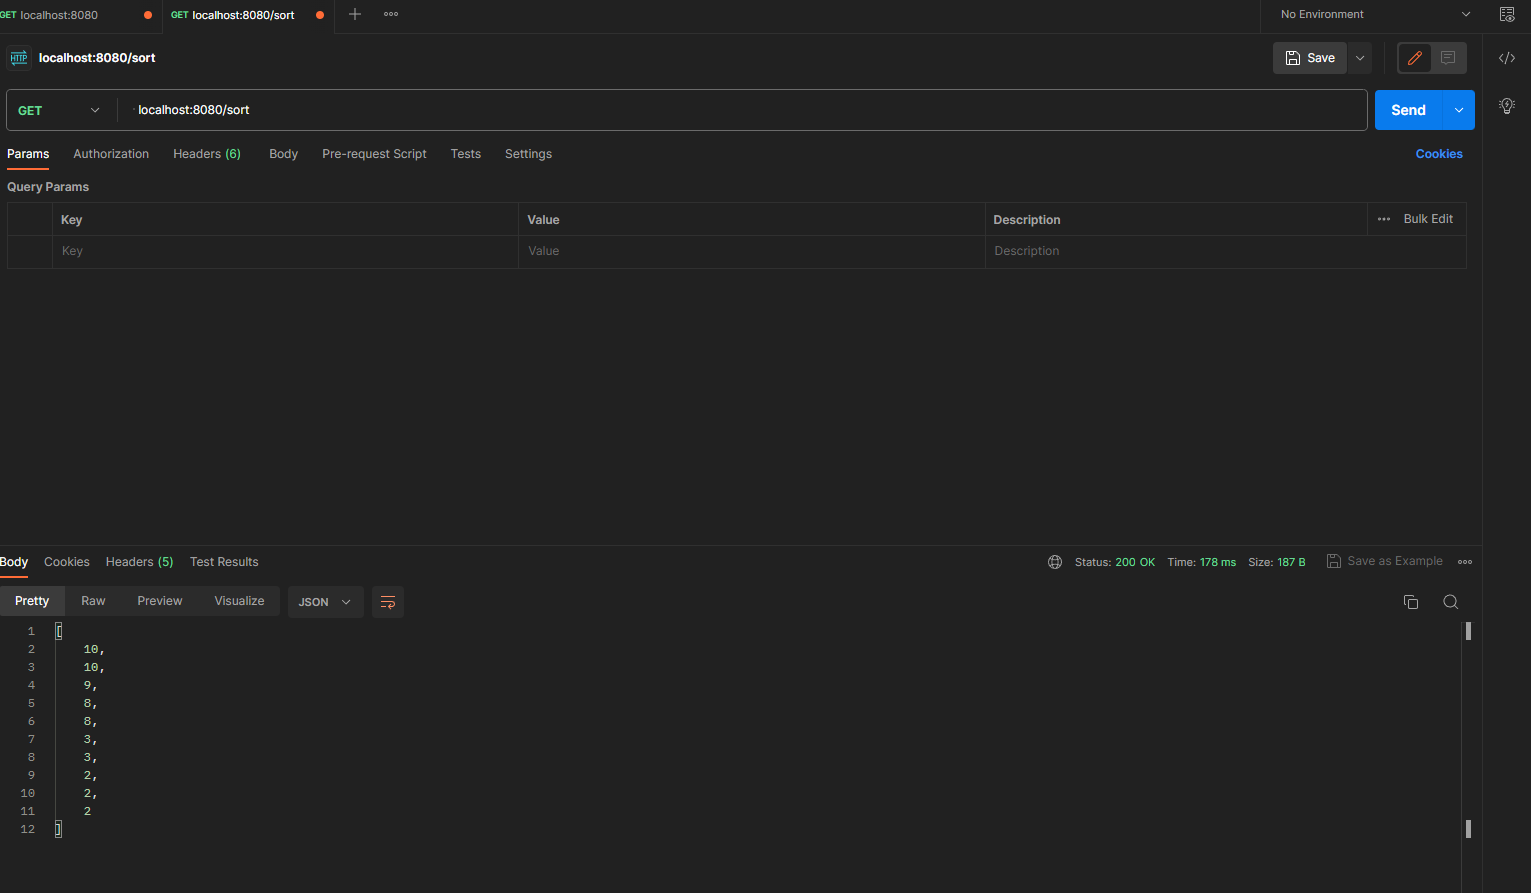 GET localhost:8080 GET localhost:8080/sort No Environment
HTTP localhost:8080/sort Save
GET localhost:8080/sort Send
Params Authorization Headers (6) Body Pre-request Script Tests Settings Cookies
Query Params
Key Value Description Bulk Edit
Key Value Description
Body Cookies Headers (5) Test Results Status: 200 OK Time: 178 ms Size: 187 B Save as Example
Pretty Raw Preview Visualize JSON
1 [
2 10,
3 10,
4 9,
5 8,
6 8,
7 3,
8 3,
9 2,
10 2,
11 2
12 ]